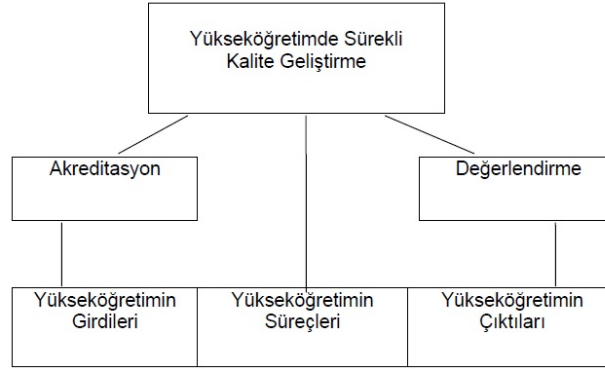 Yükseköğretimde Sürekli
Kalite Geliştirme
Akreditasyon
Değerlendirme
Yükseköğretimin
Girdileri
Yükseköğretimin
Süreçleri
Yükseköğretimin
Çıktıları